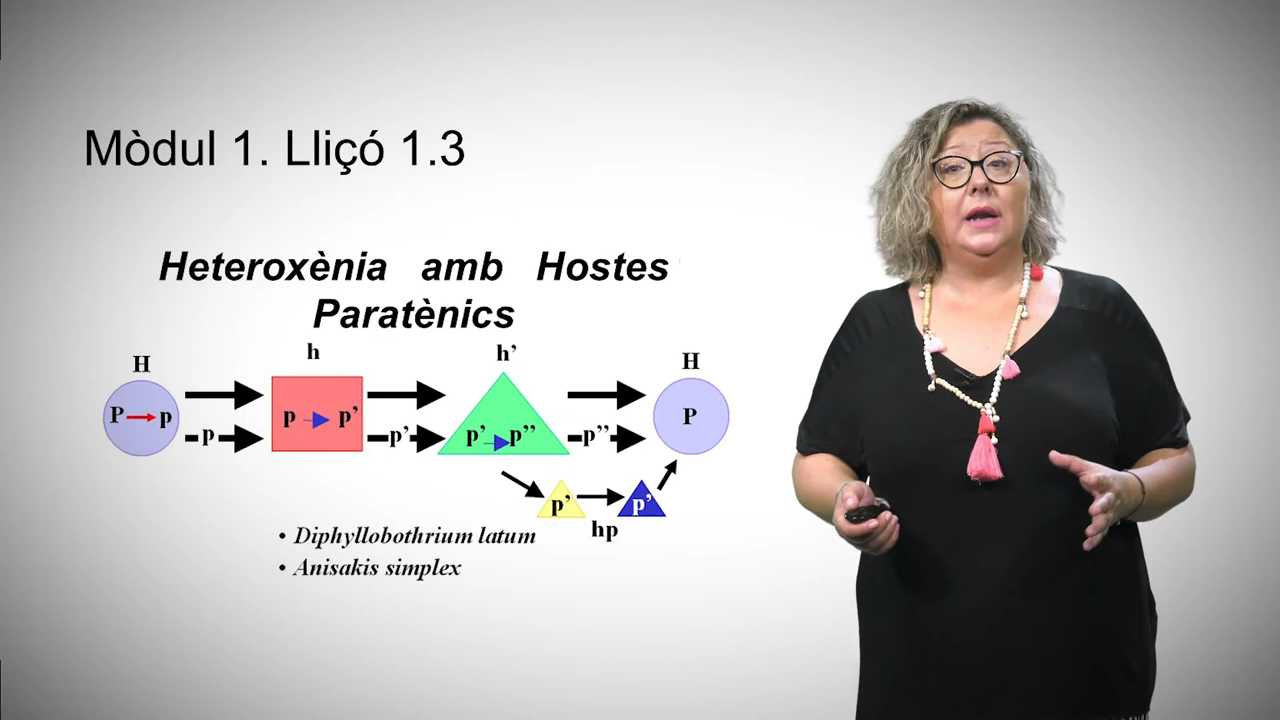 Mòdul 1. Lliçó 1.3
Heteroxènia amb Hostes
Paratènics
H h h’ H
P p p p’ p’ p’’ P
p p’ p’’
p’ p’
hp
• Diphyllobothrium latum
• Anisakis simplex